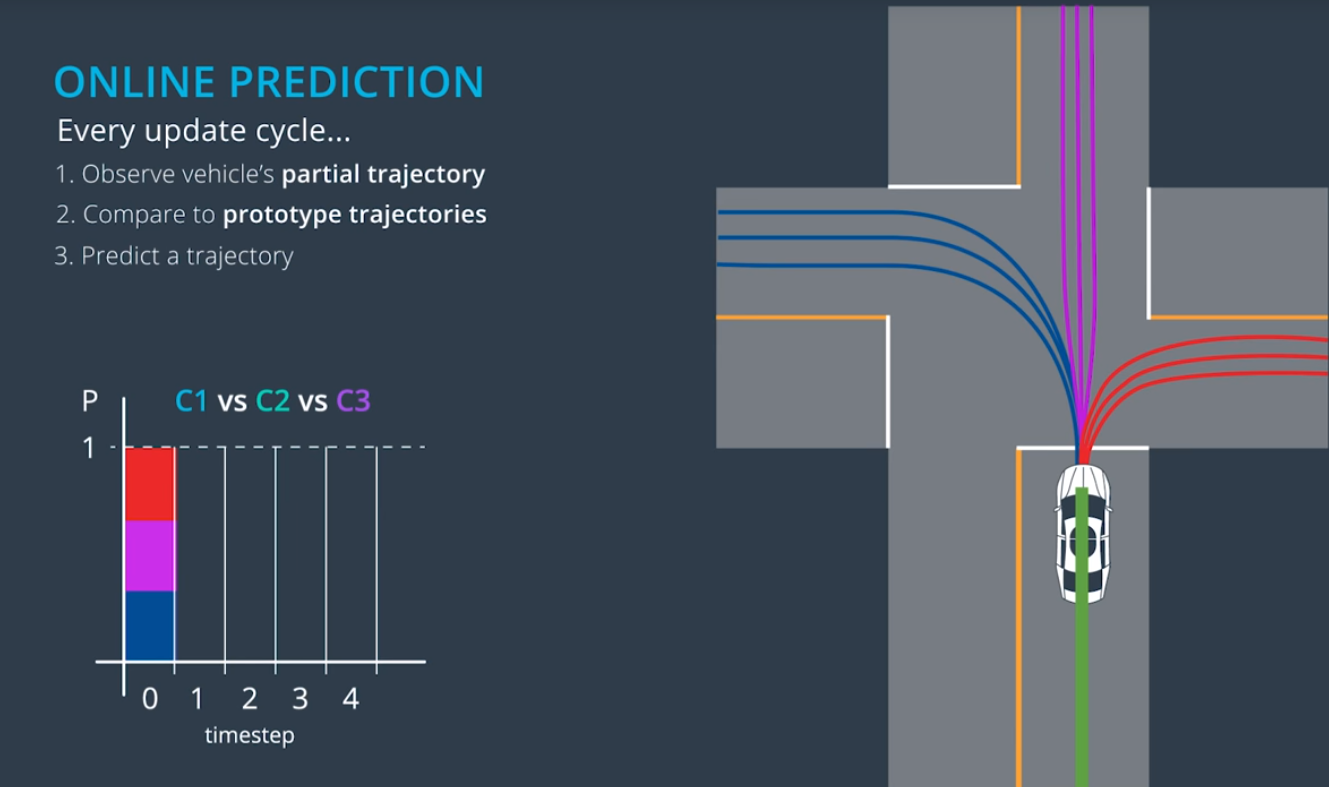 ONLINE PREDICTION
Every update cycle...
1. Observe vehicle's partial trajectory
2. Compare to prototype trajectories
3. Predict a trajectory
P
C1 vs C2 vs C3
1
0 1 2 3 4
timestep